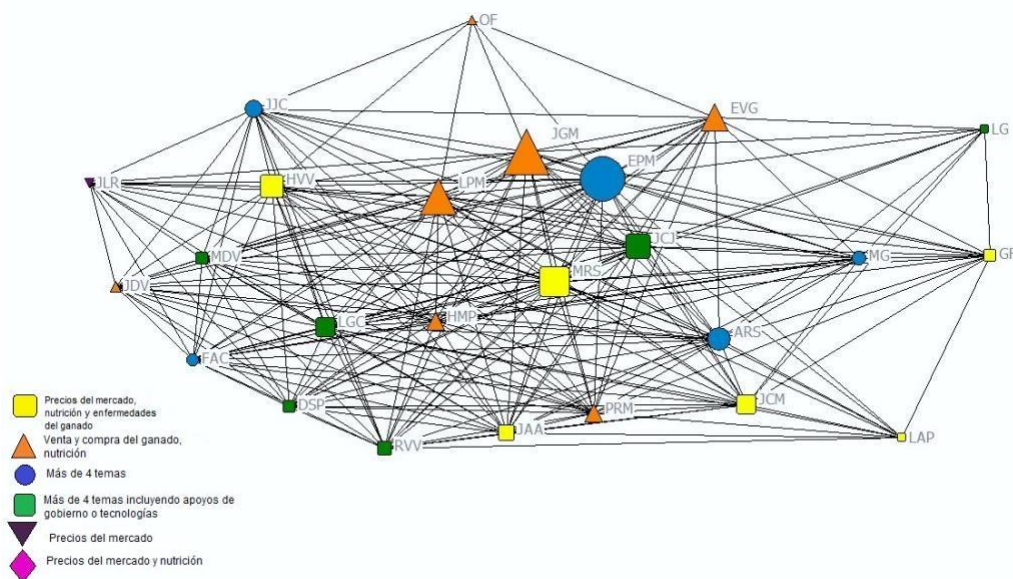 OF
JJC
EVG
JGM
LG
EPM
JLR
HVV
LPM
JCJ
MDV
MG
GF
MRS
JDV
HMP
LGC
ARS
FAC
DSP
PRM
JCM
JAA
RVV
LAP
Precios del mercado,
nutrición y enfermedades
del ganado
Venta y compra del ganado,
nutrición
Más de 4 temas
Más de 4 temas incluyendo apoyos de
gobierno o tecnologías
Precios del mercado
Precios del mercado y nutrición